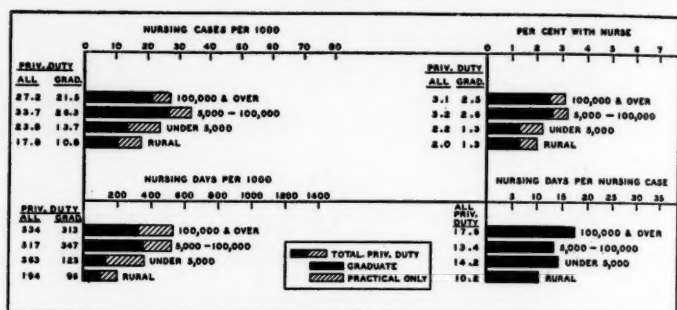 NURSING CASES PER 1000
0 10 20 30 40 50 60 70 80
PRIV. DUTY
ALL GRAD.
27.2 21.5 100,000 & OVER
33.7 26.3 5,000-100,000
23.8 13.7 UNDER 5,000
17.8 10.8 RURAL
PER CENT WITH NURSE
0 1 2 3 4 5 6 7
PRIV. DUTY
ALL GRAD.
3.1 2.5 100,000 & OVER
3.2 2.6 5,000-100,000
2.2 1.3 UNDER 5,000
2.0 1.3 RURAL
NURSING DAYS PER 1000
200 400 600 800 1000 1200 1400
PRIV. DUTY
ALL GRAD.
534 313 100,000 & OVER
517 347 5,000-100,000
363 123 UNDER 5,000
194 96 RURAL
TOTAL. PRIV. DUTY
GRADUATE
PRACTICAL ONLY
NURSING DAYS PER NURSING CASE
5 10 15 20 25 30 35
ALL
PRIV.
DUTY
17.6 100,000 & OVER
13.4 5,000-100,000
14.2 UNDER 5,000
10.2 RURAL